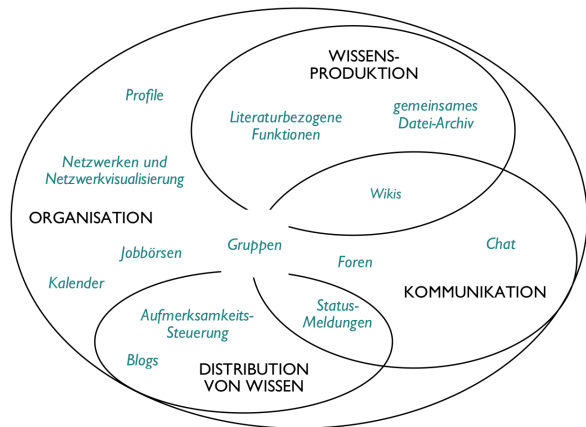 WISSENS-
PRODUKTION
Profile
Literaturbezogene
Funktionen
gemeinsames
Datei-Archiv
Netzwerken und
Netzwerkvisualisierung
Wikis
ORGANISATION
Jobbörsen
Gruppen
Foren
Chat
Kalender
KOMMUNIKATION
Aufmerksamkeits-
Steuerung
Status-
Meldungen
Blogs
DISTRIBUTION
VON WISSEN